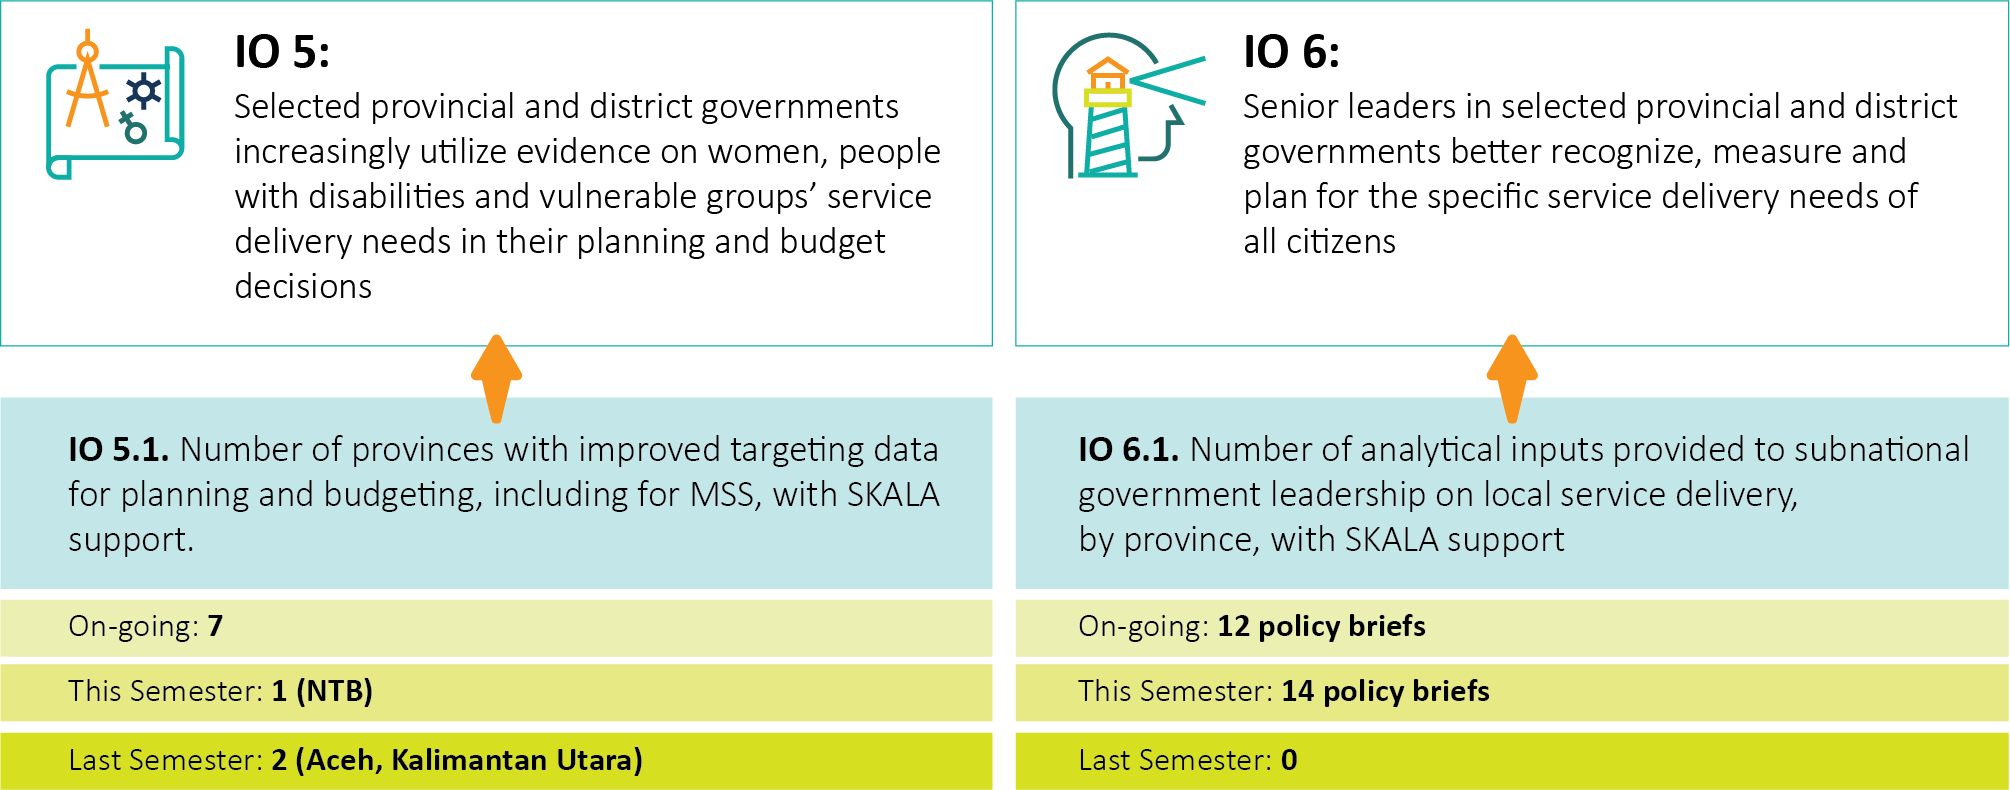 IO 5:
Selected provincial and district governments
increasingly utilize evidence on women, people
with disabilities and vulnerable groups’ service
delivery needs in their planning and budget
decisions
IO 5.1. Number of provinces with improved targeting data
for planning and budgeting, including for MSS, with SKALA
support.
On-going: 7
This Semester: 1 (NTB)
Last Semester: 2 (Aceh, Kalimantan Utara)
IO 6:
Senior leaders in selected provincial and district
governments better recognize, measure and
plan for the specific service delivery needs of
all citizens
IO 6.1. Number of analytical inputs provided to subnational
government leadership on local service delivery,
by province, with SKALA support
On-going: 12 policy briefs
This Semester: 14 policy briefs
Last Semester: 0